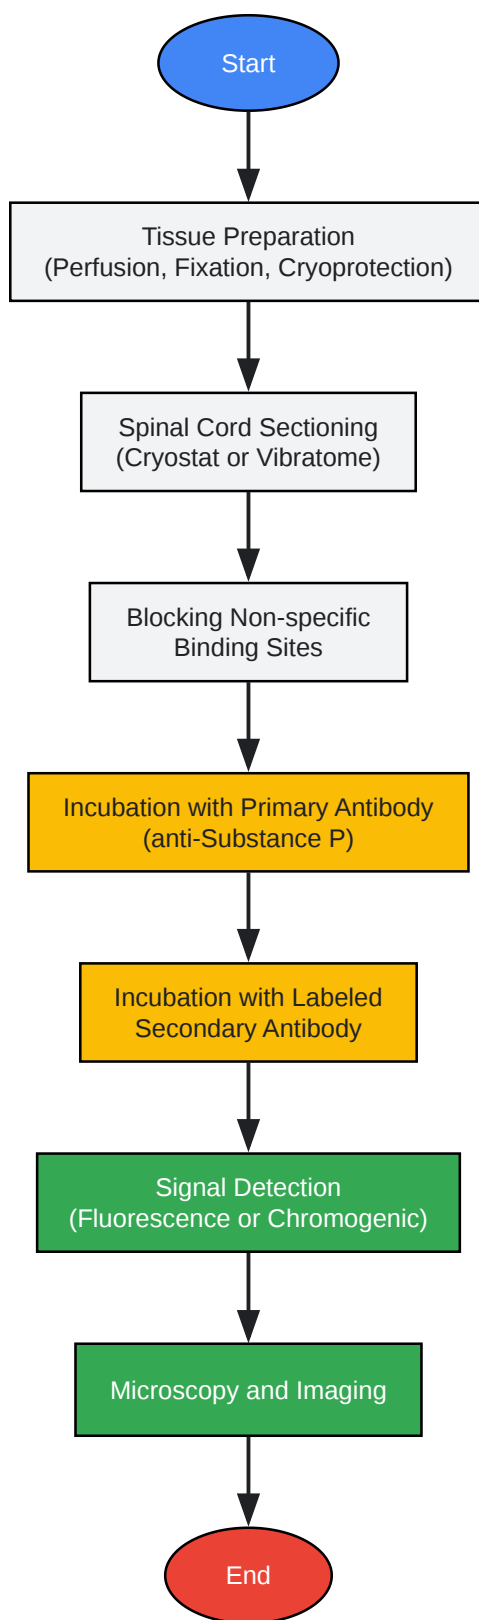 Start
Tissue Preparation
(Perfusion, Fixation, Cryoprotection)
Spinal Cord Sectioning
(Cryostat or Vibratome)
Blocking Non-specific
Binding Sites
Incubation with Primary Antibody
(anti-Substance P)
Incubation with Labeled
Secondary Antibody
Signal Detection
(Fluorescence or Chromogenic)
Microscopy and Imaging
End